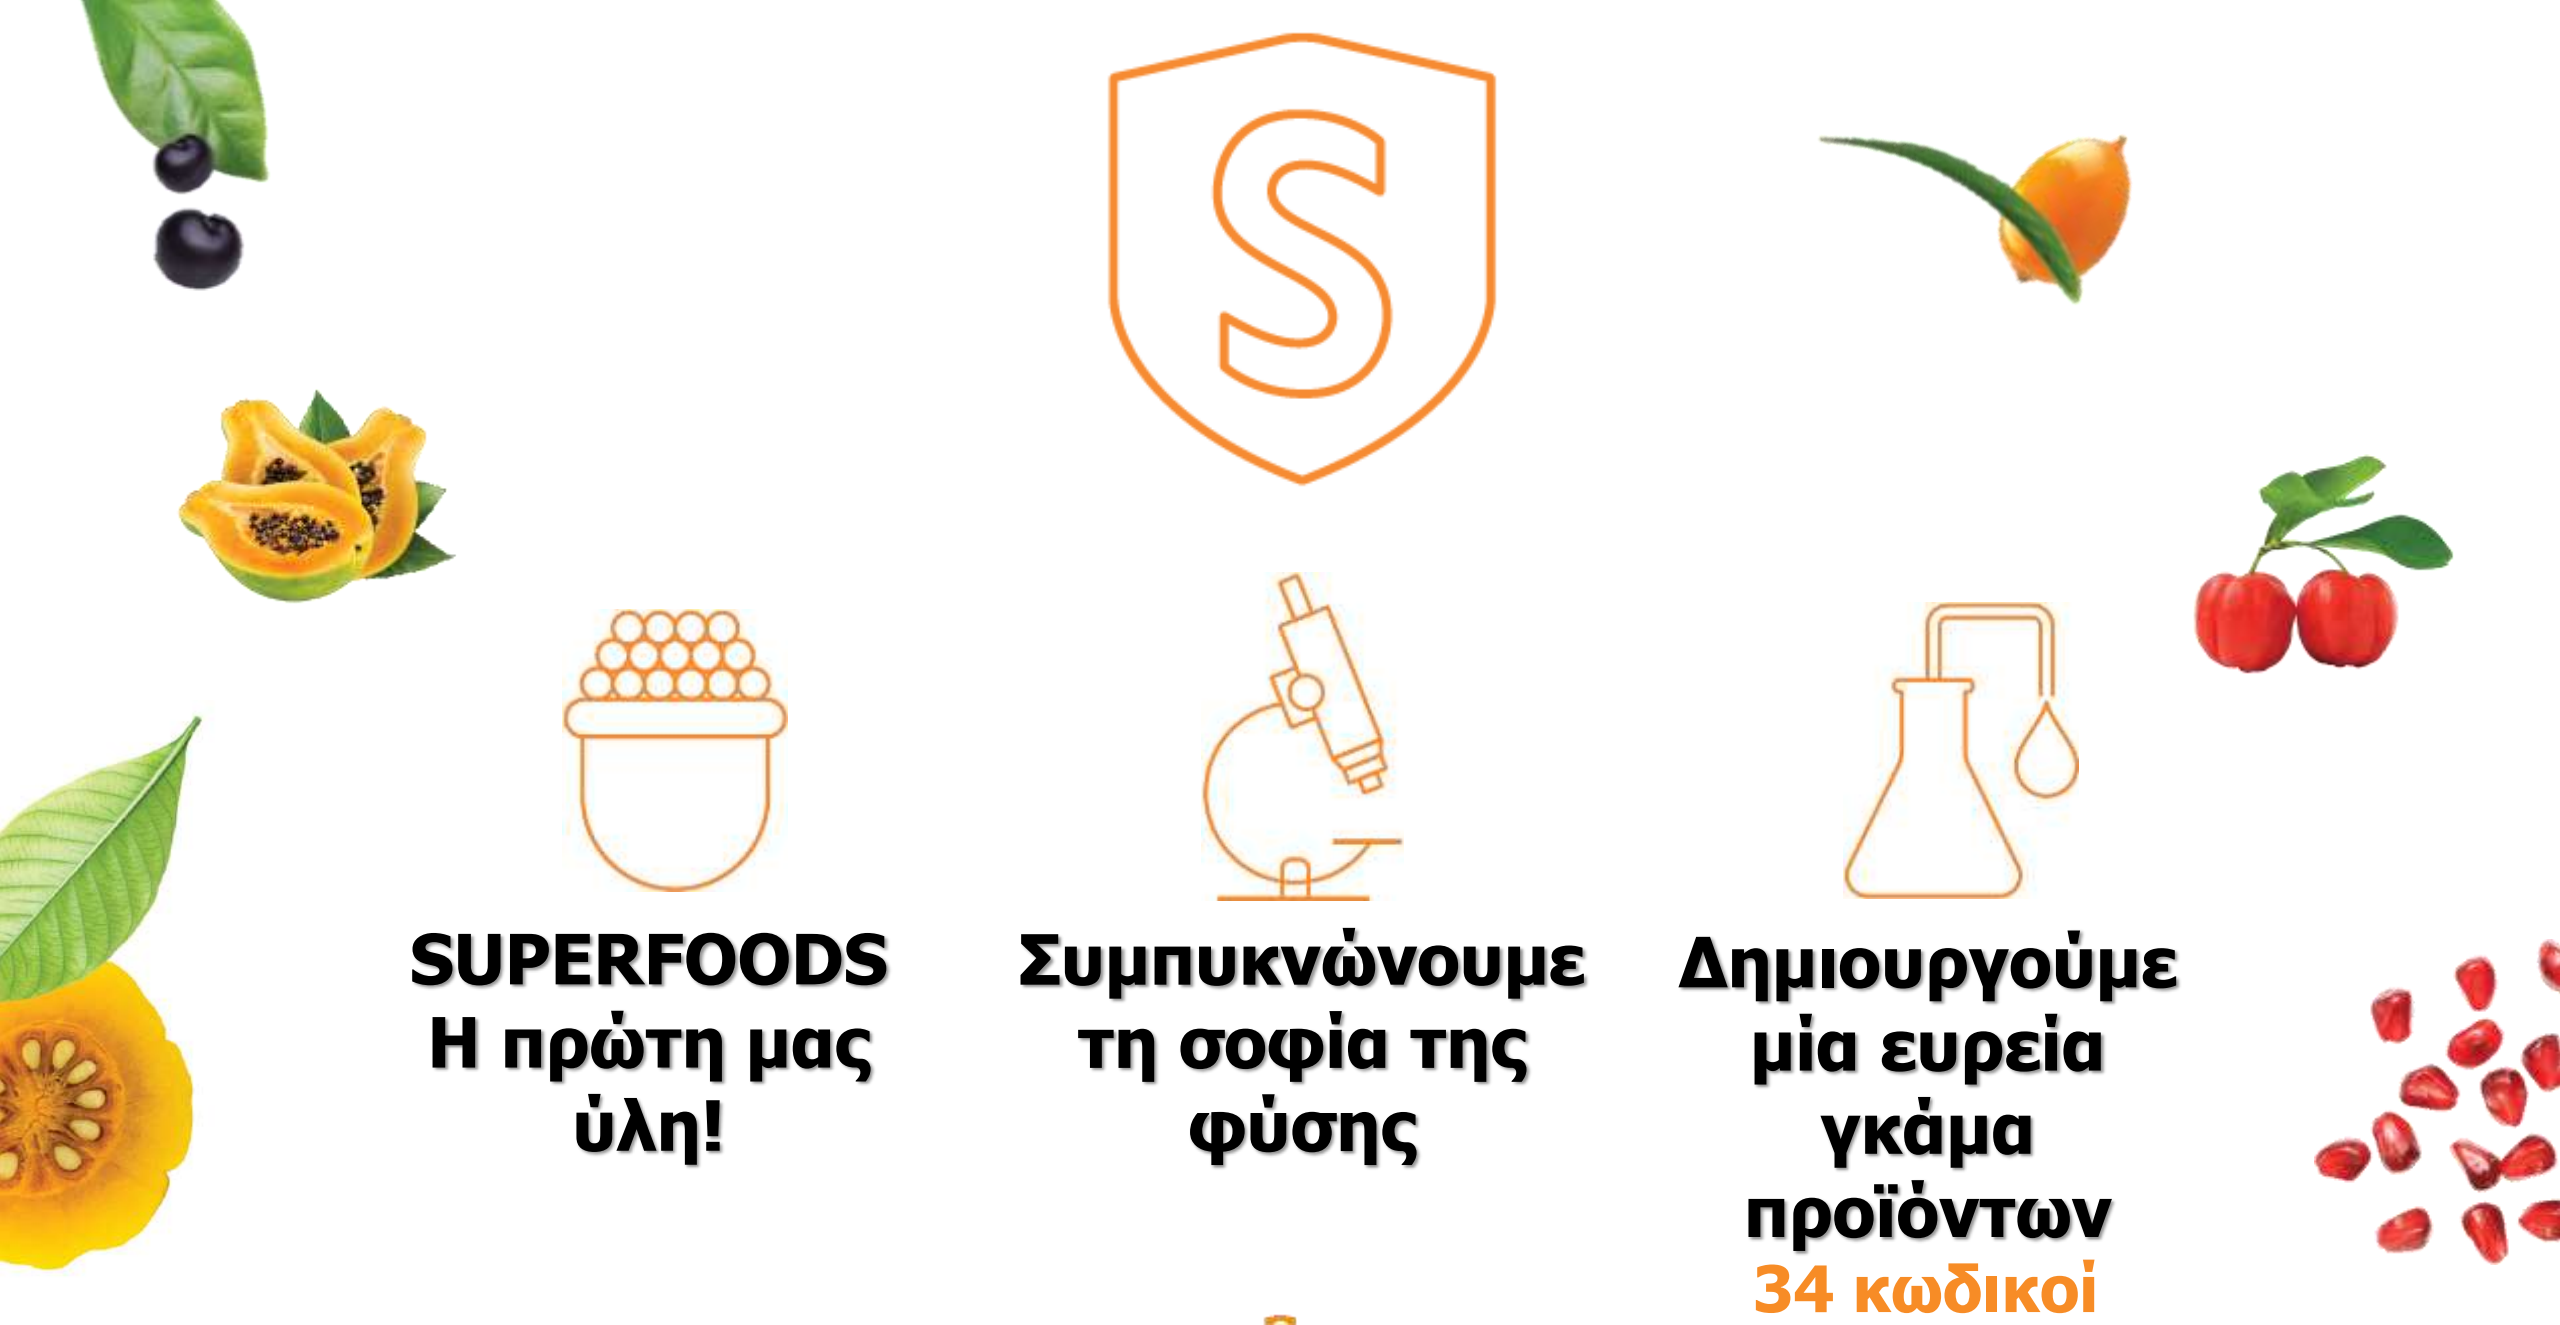 S
SUPERFOODS
Η πρώτη μας
ύλη!
Συμπυκνώνουμε
τη σοφία της
φύσης
Δημιουργούμε
μία ευρεία
γκάμα
προϊόντων
34 κωδικοί